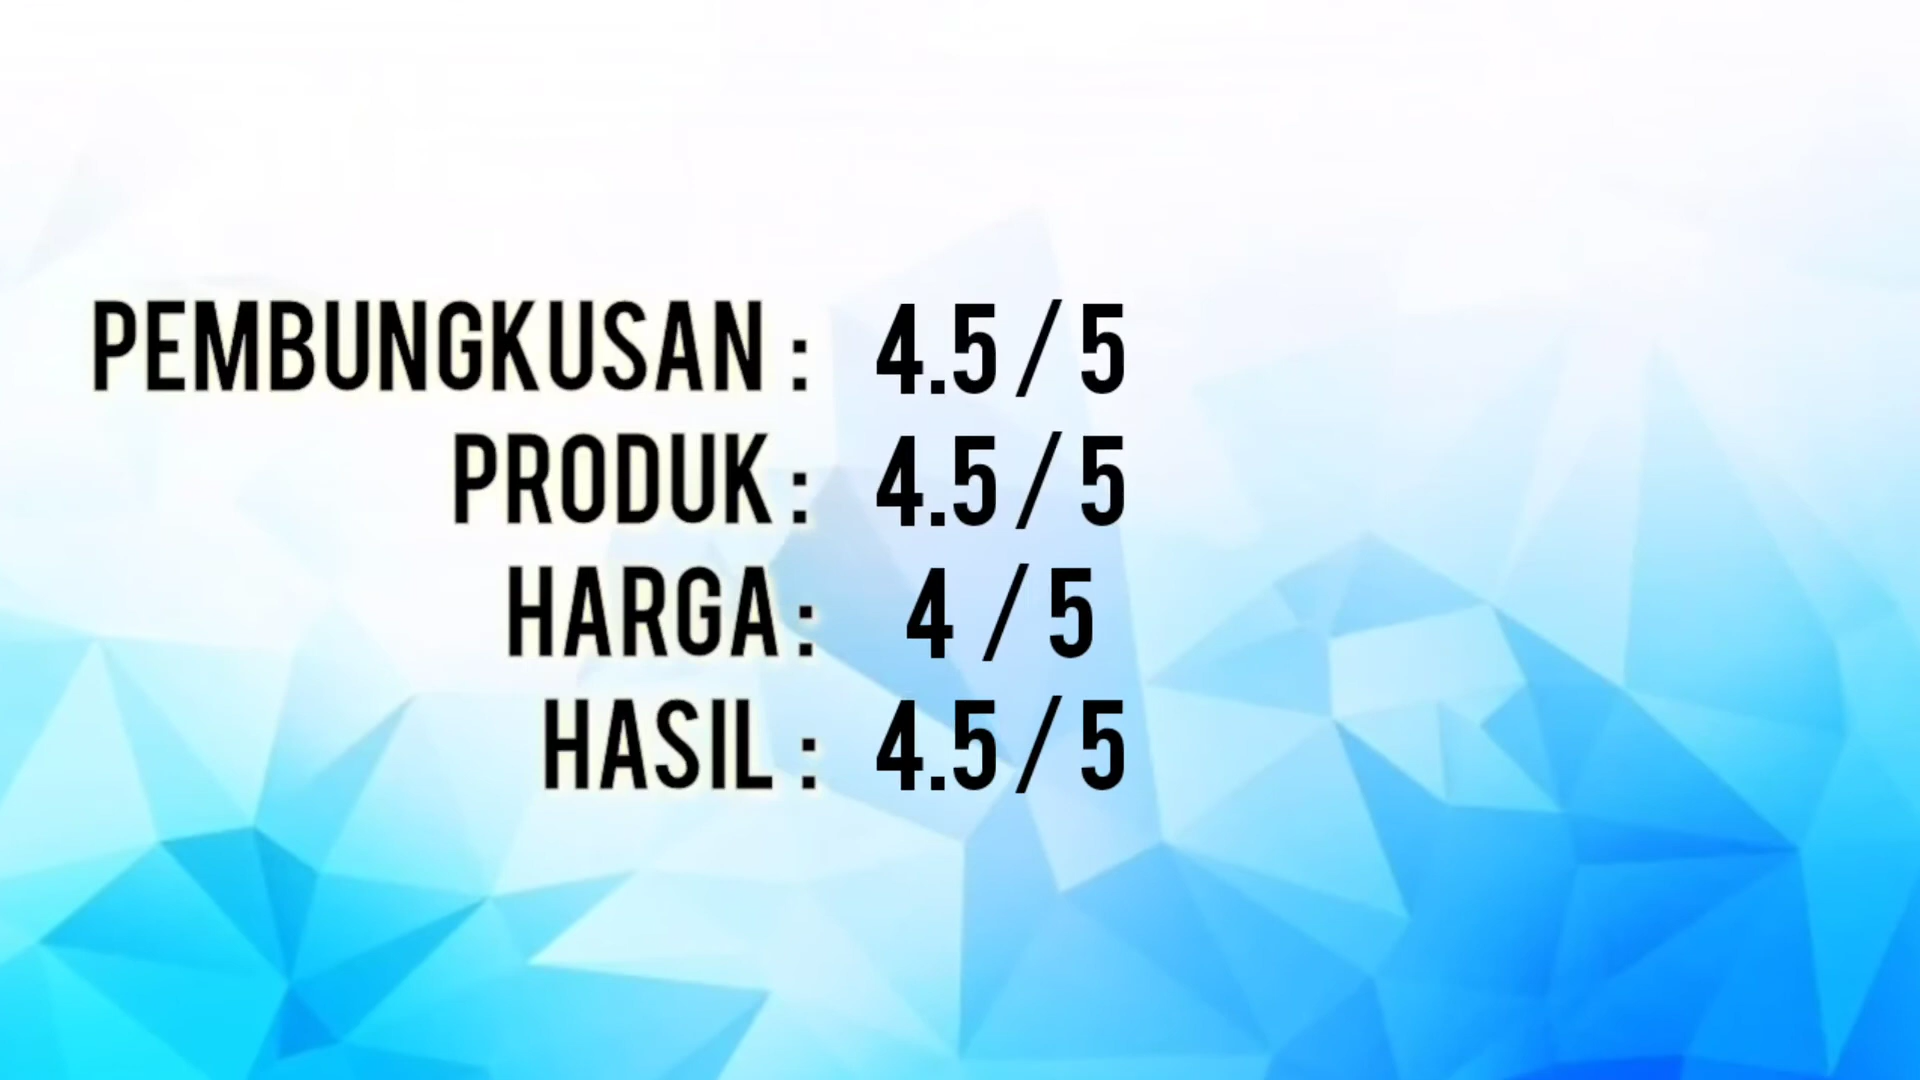 PEMBUNGKUSAN : 4.5 / 5
PRODUK : 4.5 / 5
HARGA : 4 / 5
HASIL : 4.5 / 5